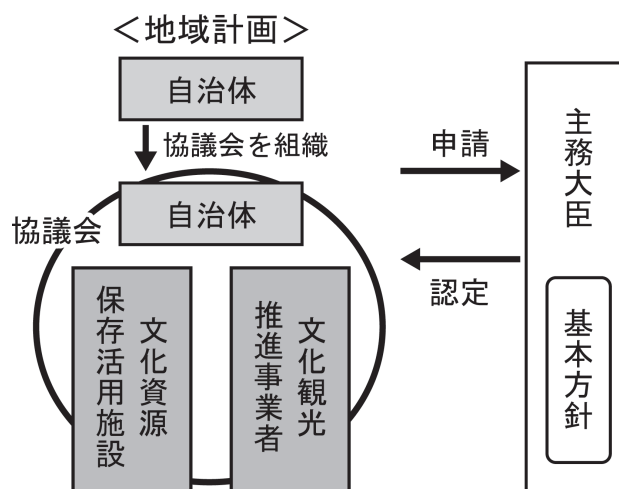 ＜地域計画＞
自治体
協議会を組織
自治体
協議会
文化資源
保存活用施設
文化観光
推進事業者
申請
認定
主務大臣
基本方針